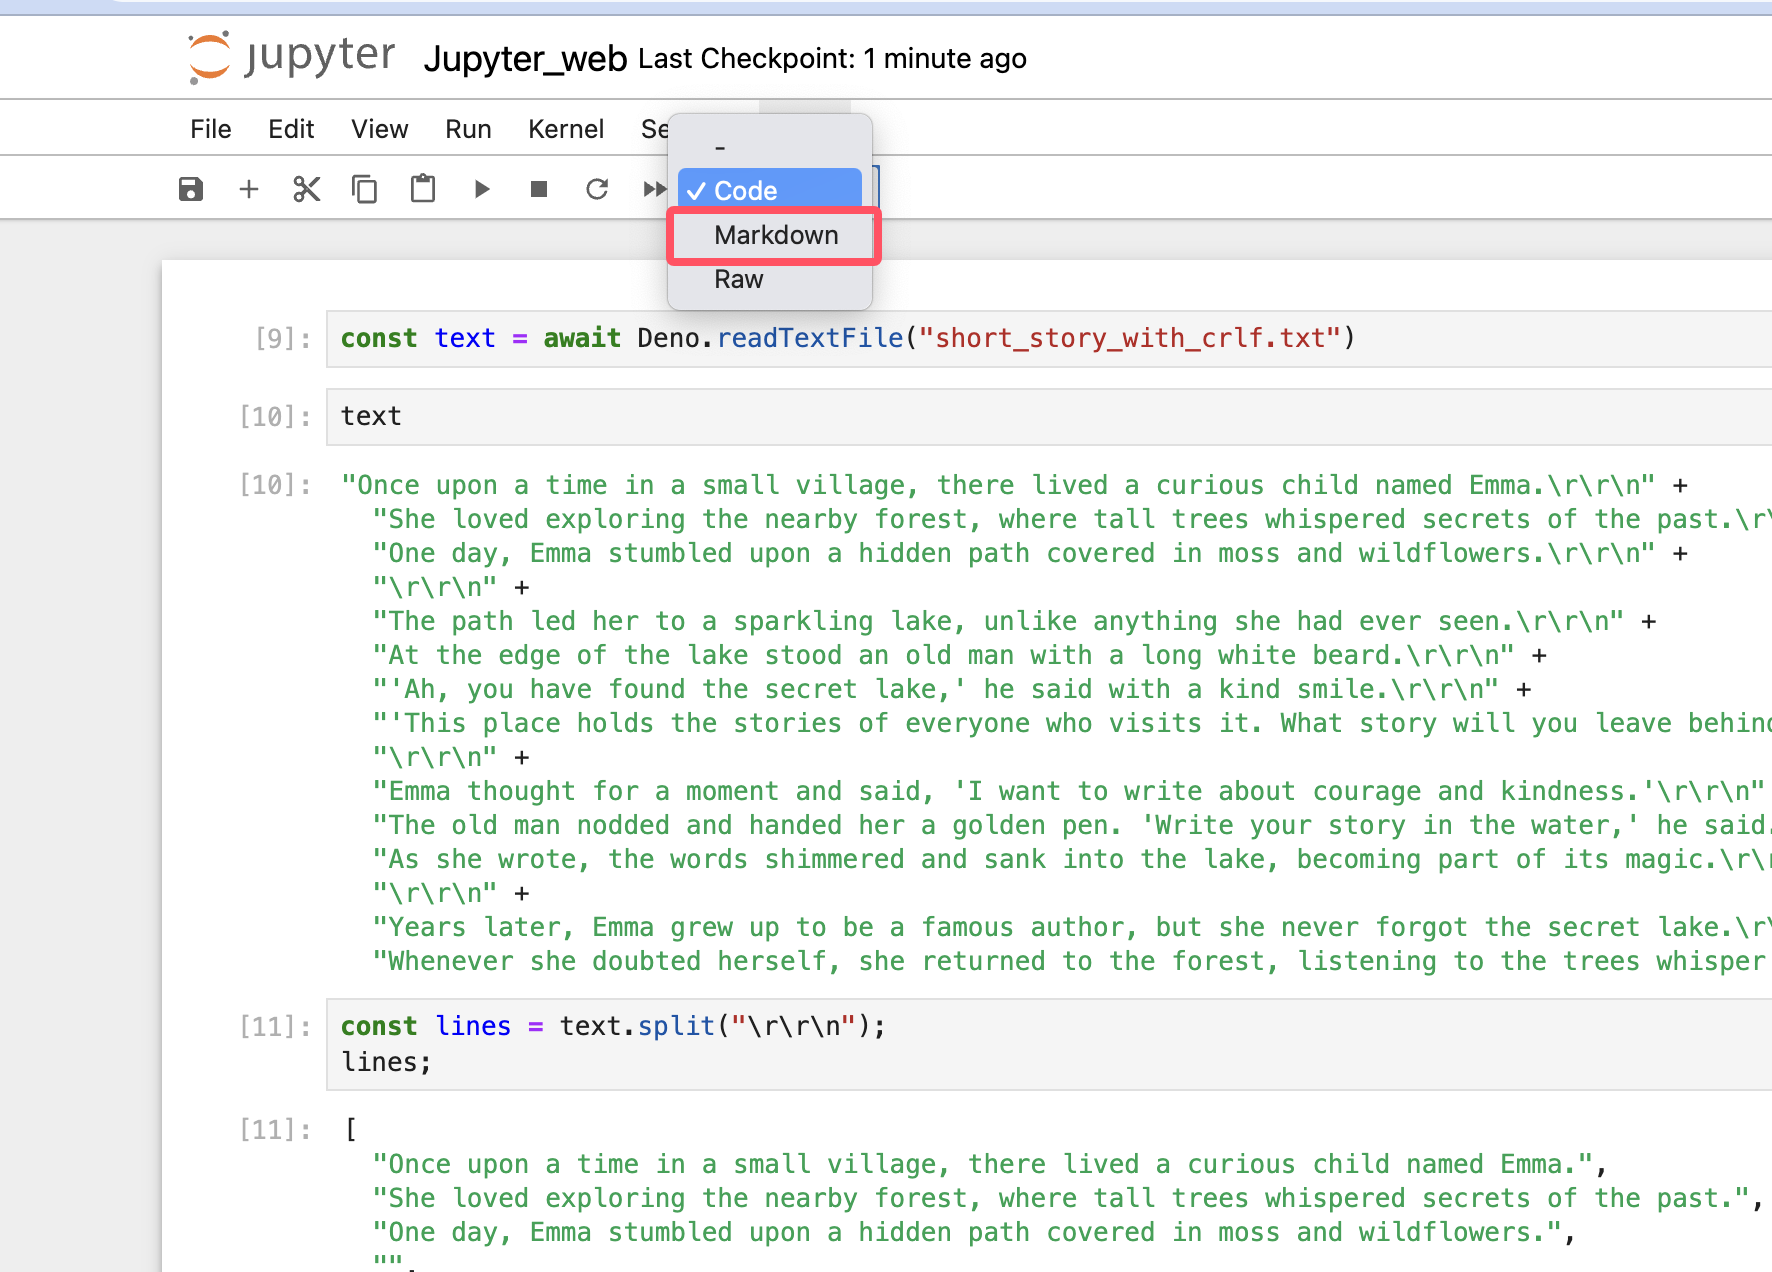 jupyter Jupyter_web Last Checkpoint: 1 minute ago
File Edit View Run Kernel Se
-
✓ Code
Markdown
Raw
[9]: const text = await Deno.readTextFile("short_story_with_crlf.txt")
[10]: text
[10]: "Once upon a time in a small village, there lived a curious child named Emma.\r\r\n" +
"She loved exploring the nearby forest, where tall trees whispered secrets of the past.\r\
"One day, Emma stumbled upon a hidden path covered in moss and wildflowers.\r\r\n" +
"\r\r\n" +
"The path led her to a sparkling lake, unlike anything she had ever seen.\r\r\n" +
"At the edge of the lake stood an old man with a long white beard.\r\r\n" +
"'Ah, you have found the secret lake,' he said with a kind smile.\r\r\n" +
"'This place holds the stories of everyone who visits it. What story will you leave behind
"\r\r\n" +
"Emma thought for a moment and said, 'I want to write about courage and kindness.'\r\r\n"
"The old man nodded and handed her a golden pen. 'Write your story in the water,' he said.
"As she wrote, the words shimmered and sank into the lake, becoming part of its magic.\r\r
"\r\r\n" +
"Years later, Emma grew up to be a famous author, but she never forgot the secret lake.\r\
"Whenever she doubted herself, she returned to the forest, listening to the trees whisper
[11]: const lines = text.split("\r\r\n");
lines;
[11]: [
"Once upon a time in a small village, there lived a curious child named Emma.",
"She loved exploring the nearby forest, where tall trees whispered secrets of the past.",
"One day, Emma stumbled upon a hidden path covered in moss and wildflowers.",
"",